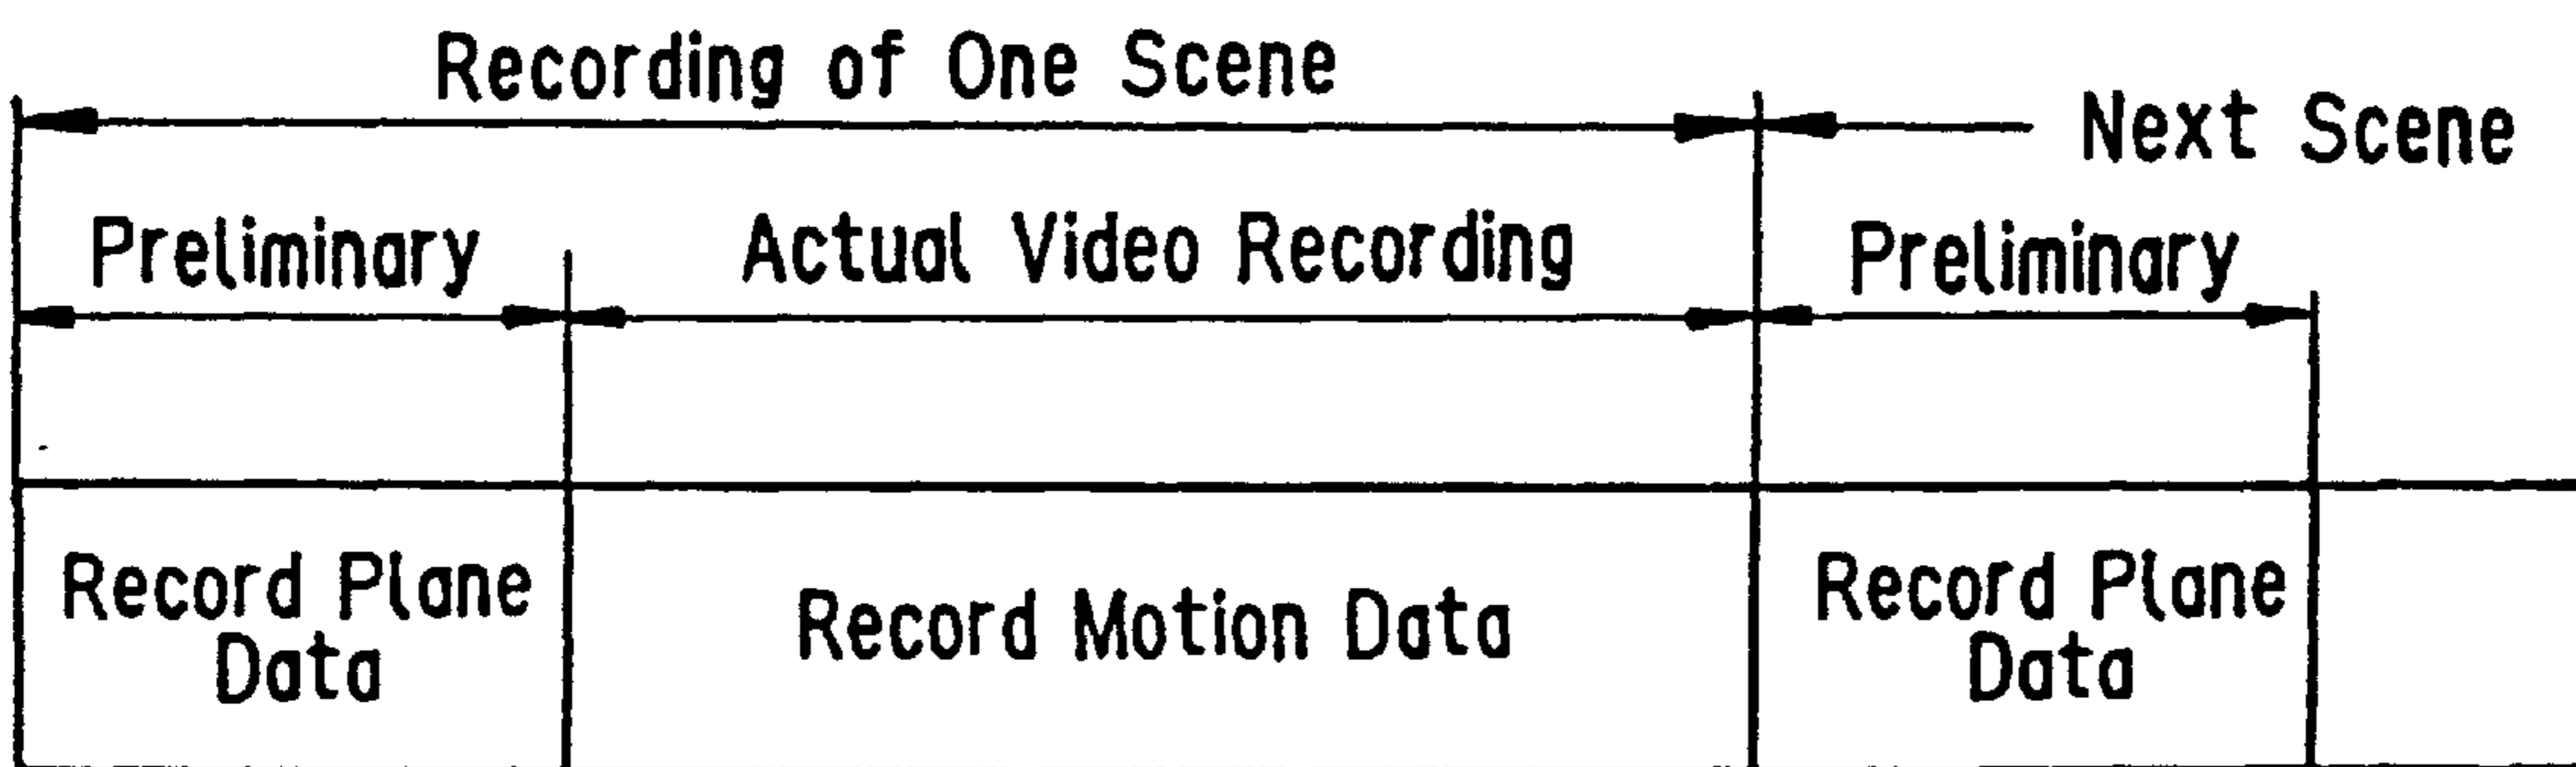 Recording of One Scene
Next Scene
Preliminary
Actual Video Recording
Preliminary
Record Plane
Data
Record Motion Data
Record Plane
Data